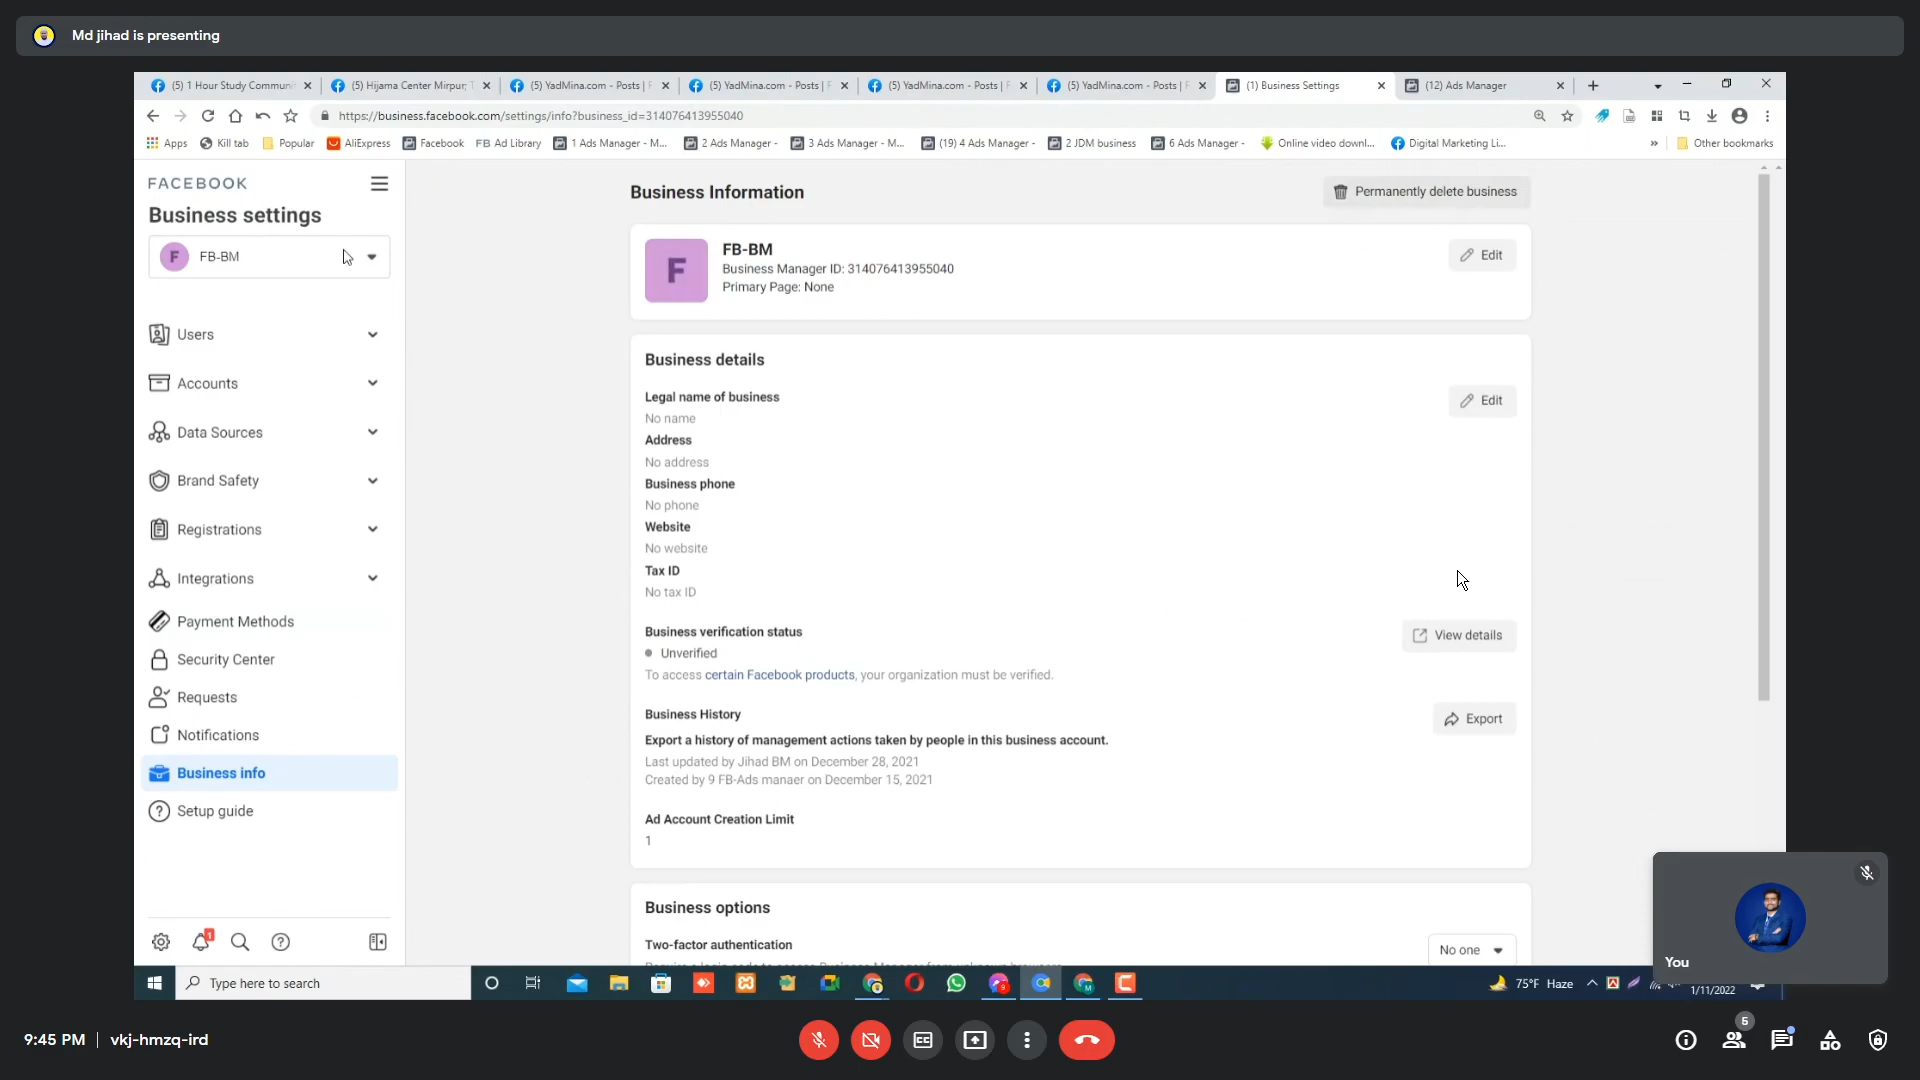 Md jihad is presenting
(5) 1 Hour Study Communi
(5) Hijama Center Mirpur,
(5) YadMina.com - Posts |
(5) YadMina.com - Posts |
(5) YadMina.com - Posts |
(5) YadMina.com - Posts |
(1) Business Settings
(12) Ads Manager
https://business.facebook.com/settings/info?business_id=314076413955040
Apps
Kill tab
Popular
AliExpress
Facebook
FB Ad Library
1 Ads Manager - M...
2 Ads Manager -
3 Ads Manager - M...
(19) 4 Ads Manager -
2 JDM business
6 Ads Manager -
Online video downl...
Digital Marketing Li...
Other bookmarks
FACEBOOK
Business settings
F FB-BM
Users
Accounts
Data Sources
Brand Safety
Registrations
Integrations
Payment Methods
Security Center
Requests
Notifications
1
Business info
Setup guide
Business Information
Permanently delete business
F
FB-BM
Business Manager ID: 314076413955040
Primary Page: None
Edit
Business details
Legal name of business
Edit
No name
Address
No address
Business phone
No phone
Website
No website
Tax ID
No tax ID
Business verification status
View details
Unverified
To access certain Facebook products, your organization must be verified.
Business History
Export
Export a history of management actions taken by people in this business account.
Last updated by Jihad BM on December 28, 2021
Created by 9 FB-Ads manaer on December 15, 2021
Ad Account Creation Limit
1
Business options
Two-factor authentication
No one
You
Type here to search
75°F Haze
1/11/2022
9:45 PM | vkj-hmzq-ird
5